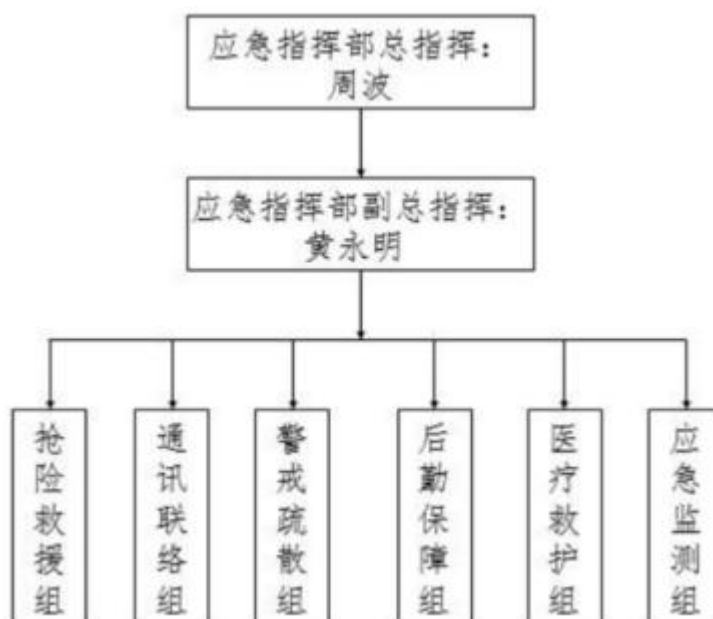 应急指挥部总指挥：
周波
应急指挥部副总指挥：
黄永明
抢险救援组
通讯联络组
警戒疏散组
后勤保障组
医疗救护组
应急监测组